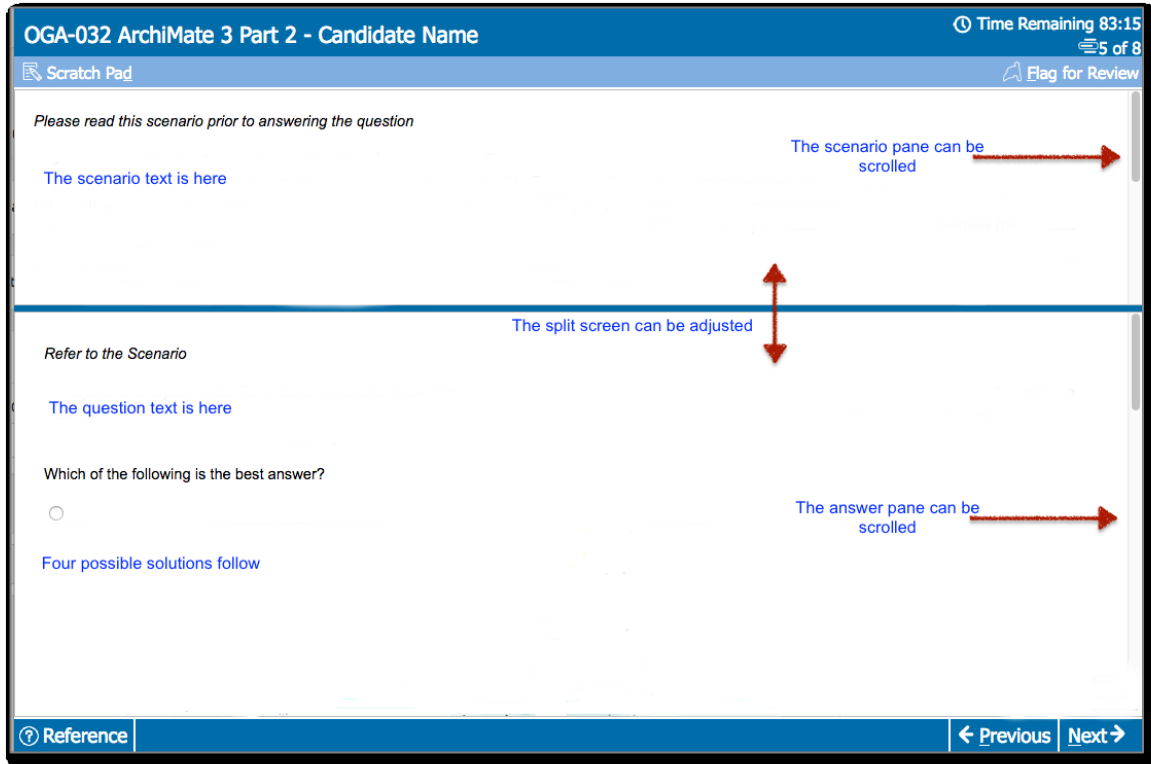 OGA-032 ArchiMate 3 Part 2 - Candidate Name
Time Remaining 83:15
5 of 8
Scratch Pad
Flag for Review
Please read this scenario prior to answering the question
The scenario pane can be
scrolled
The scenario text is here
The split screen can be adjusted
Refer to the Scenario
The question text is here
Which of the following is the best answer?
The answer pane can be
scrolled
Four possible solutions follow
? Reference
Previous
Next